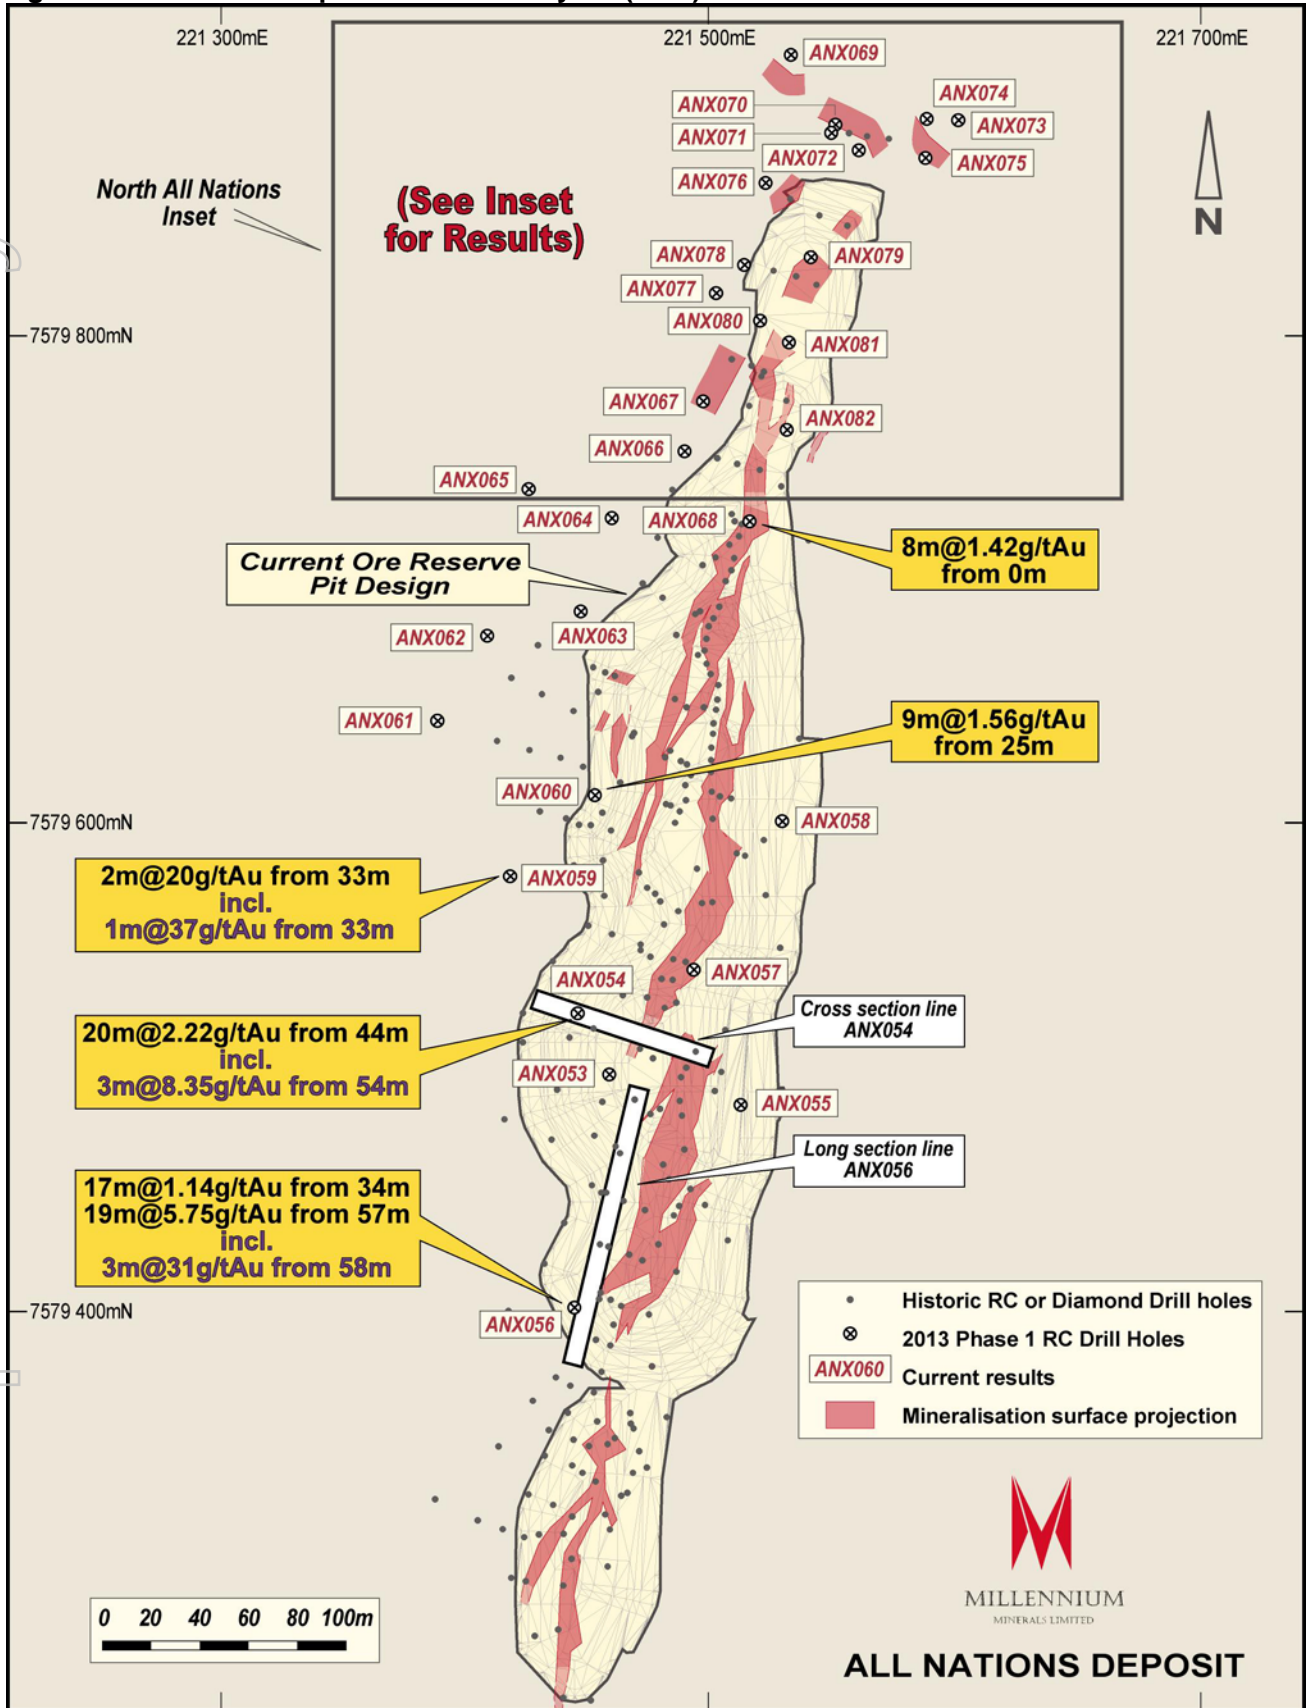 221 300mE
221 500mE
221 700mE
ANX069
ANX074
ANX070
ANX073
ANX071
ANX072
ANX075
ANX076
North All Nations
Inset
(See Inset
for Results)
N
ANX078
ANX079
ANX077
ANX080
7579 800mN
ANX081
ANX067
ANX082
ANX066
ANX065
ANX064
ANX068
8m@1.42g/tAu
from 0m
Current Ore Reserve
Pit Design
ANX062
ANX063
ANX061
9m@1.56g/tAu
from 25m
ANX060
7579 600mN
ANX058
2m@20g/tAu from 33m
incl.
1m@37g/tAu from 33m
ANX059
ANX054
ANX057
Cross section line
ANX054
20m@2.22g/tAu from 44m
incl.
3m@8.35g/tAu from 54m
ANX053
ANX055
Long section line
ANX056
17m@1.14g/tAu from 34m
19m@5.75g/tAu from 57m
incl.
3m@31g/tAu from 58m
7579 400mN
ANX056
Historic RC or Diamond Drill holes
2013 Phase 1 RC Drill Holes
ANX060 Current results
Mineralisation surface projection
MILLENNIUM
MINERALS LIMITED
0 20 40 60 80 100m
ALL NATIONS DEPOSIT